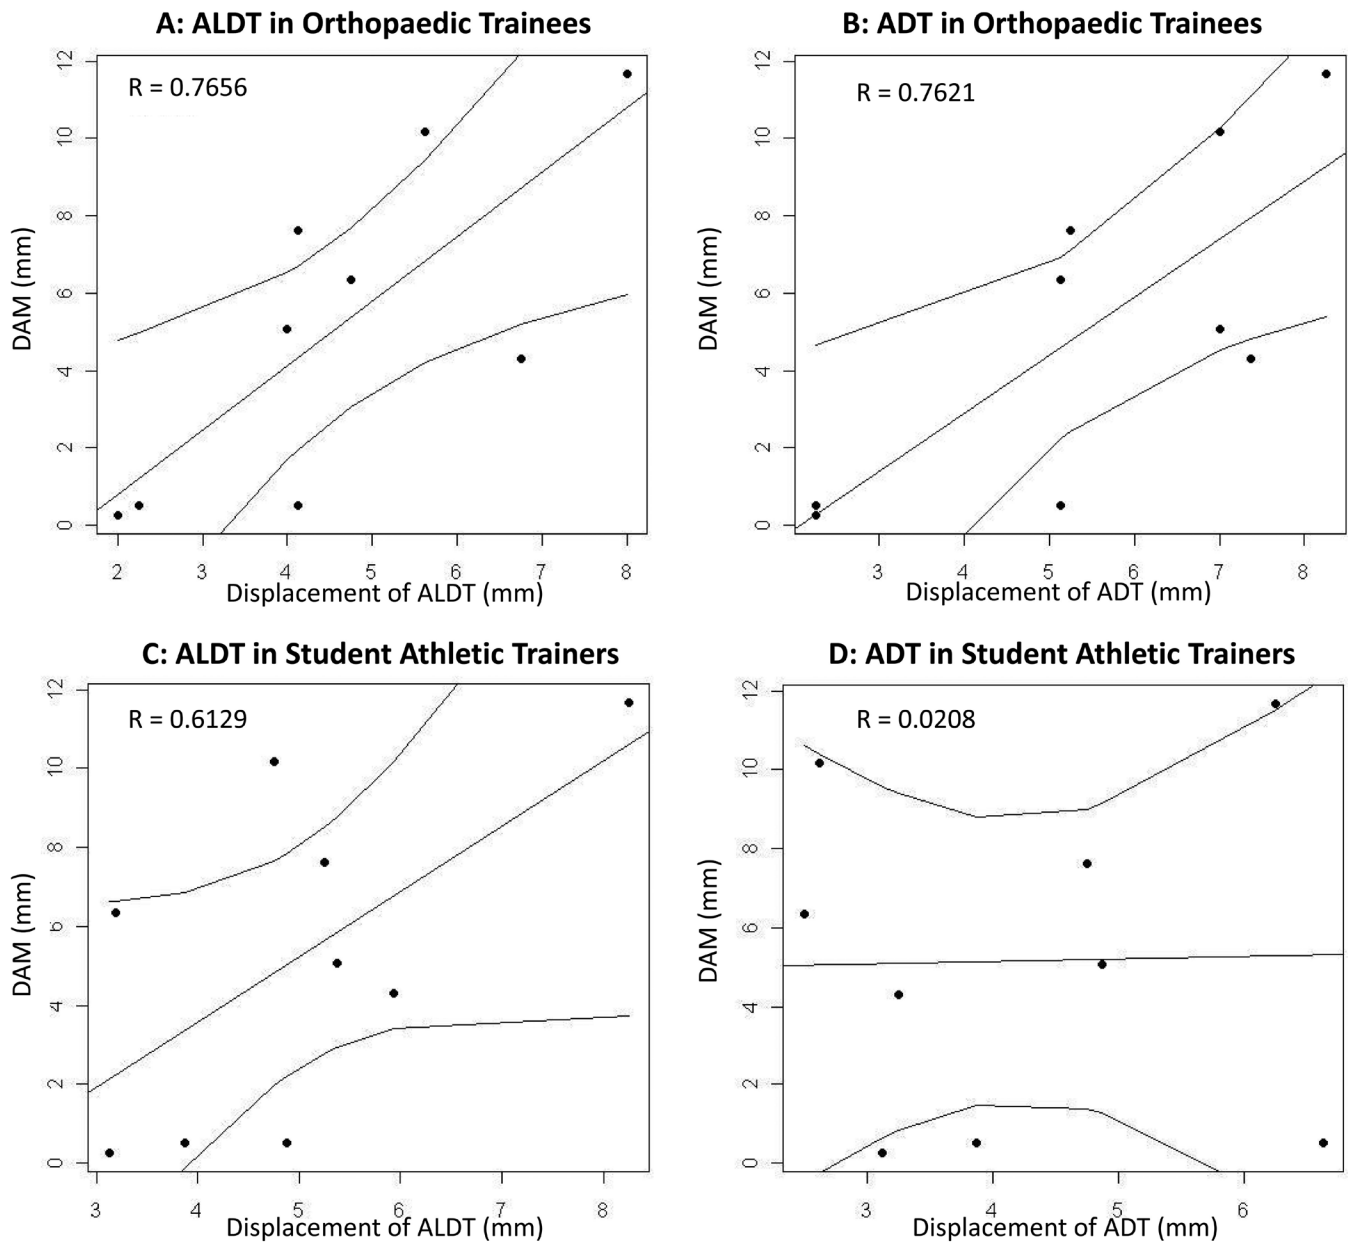 A: ALDT in Orthopaedic Trainees
R = 0.7656
DAM (mm)
0 2 4 6 8 10 12
2 3 4 5 6 7 8
Displacement of ALDT (mm)
B: ADT in Orthopaedic Trainees
R = 0.7621
DAM (mm)
0 2 4 6 8 10 12
3 4 5 6 7 8
Displacement of ADT (mm)
C: ALDT in Student Athletic Trainers
R = 0.6129
DAM (mm)
0 2 4 6 8 10 12
3 4 5 6 7 8
Displacement of ALDT (mm)
D: ADT in Student Athletic Trainers
R = 0.0208
DAM (mm)
0 2 4 6 8 10 12
3 4 5 6
Displacement of ADT (mm)